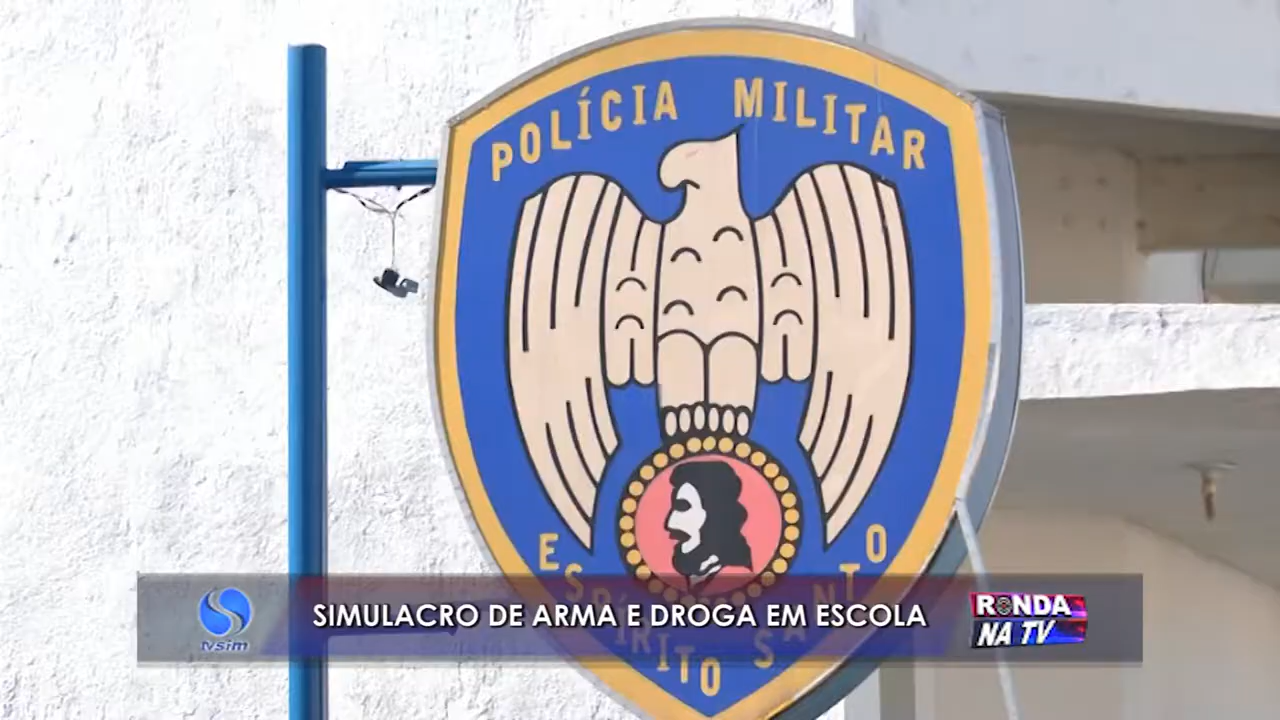 POLÍCIA MILITAR
ESPÍRITO SANTO
tvsim
SIMULACRO DE ARMA E DROGA EM ESCOLA
RONDA
NA TV